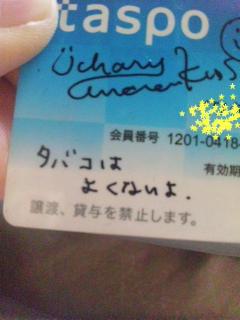 taspo
会員番号 1201-0418-
有効期
タバコは
よくないよ.
譲渡、貸与を禁止します。